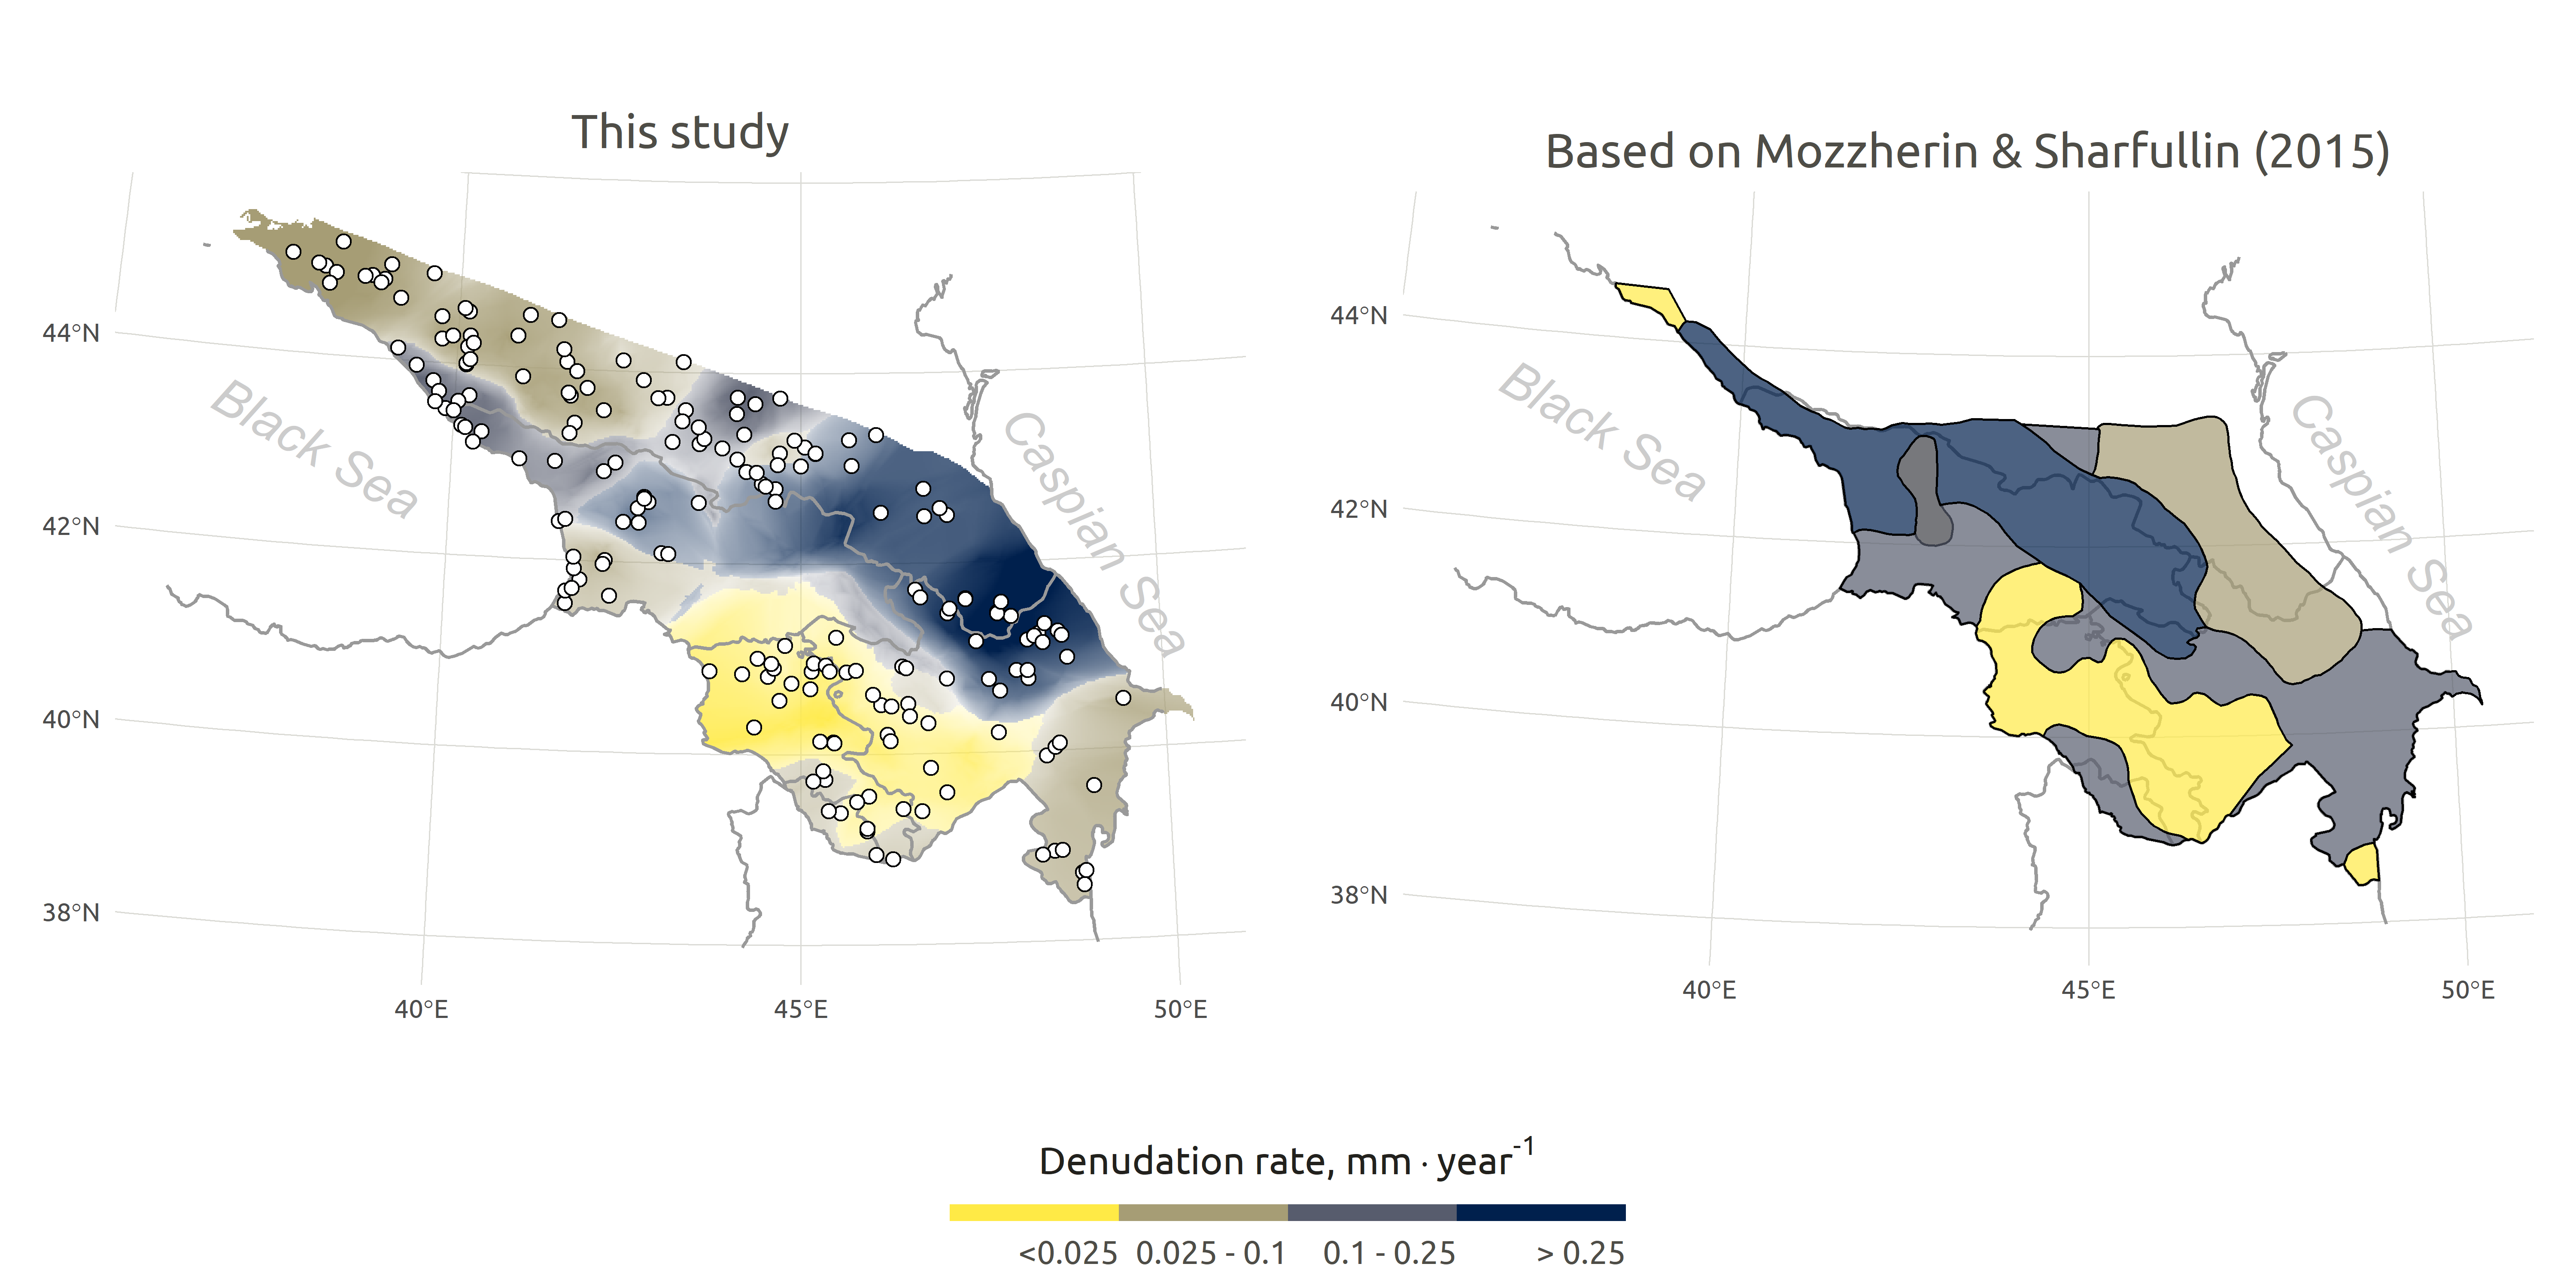 This study
Based on Mozzherin & Sharfullin (2015)
44°N
42°N
40°N
38°N
Black Sea
Caspian Sea
40°E
45°E
50°E
44°N
42°N
40°N
38°N
Black Sea
Caspian Sea
40°E
45°E
50°E
Denudation rate, mm · year-1
<0.025
0.025 - 0.1
0.1 - 0.25
> 0.25